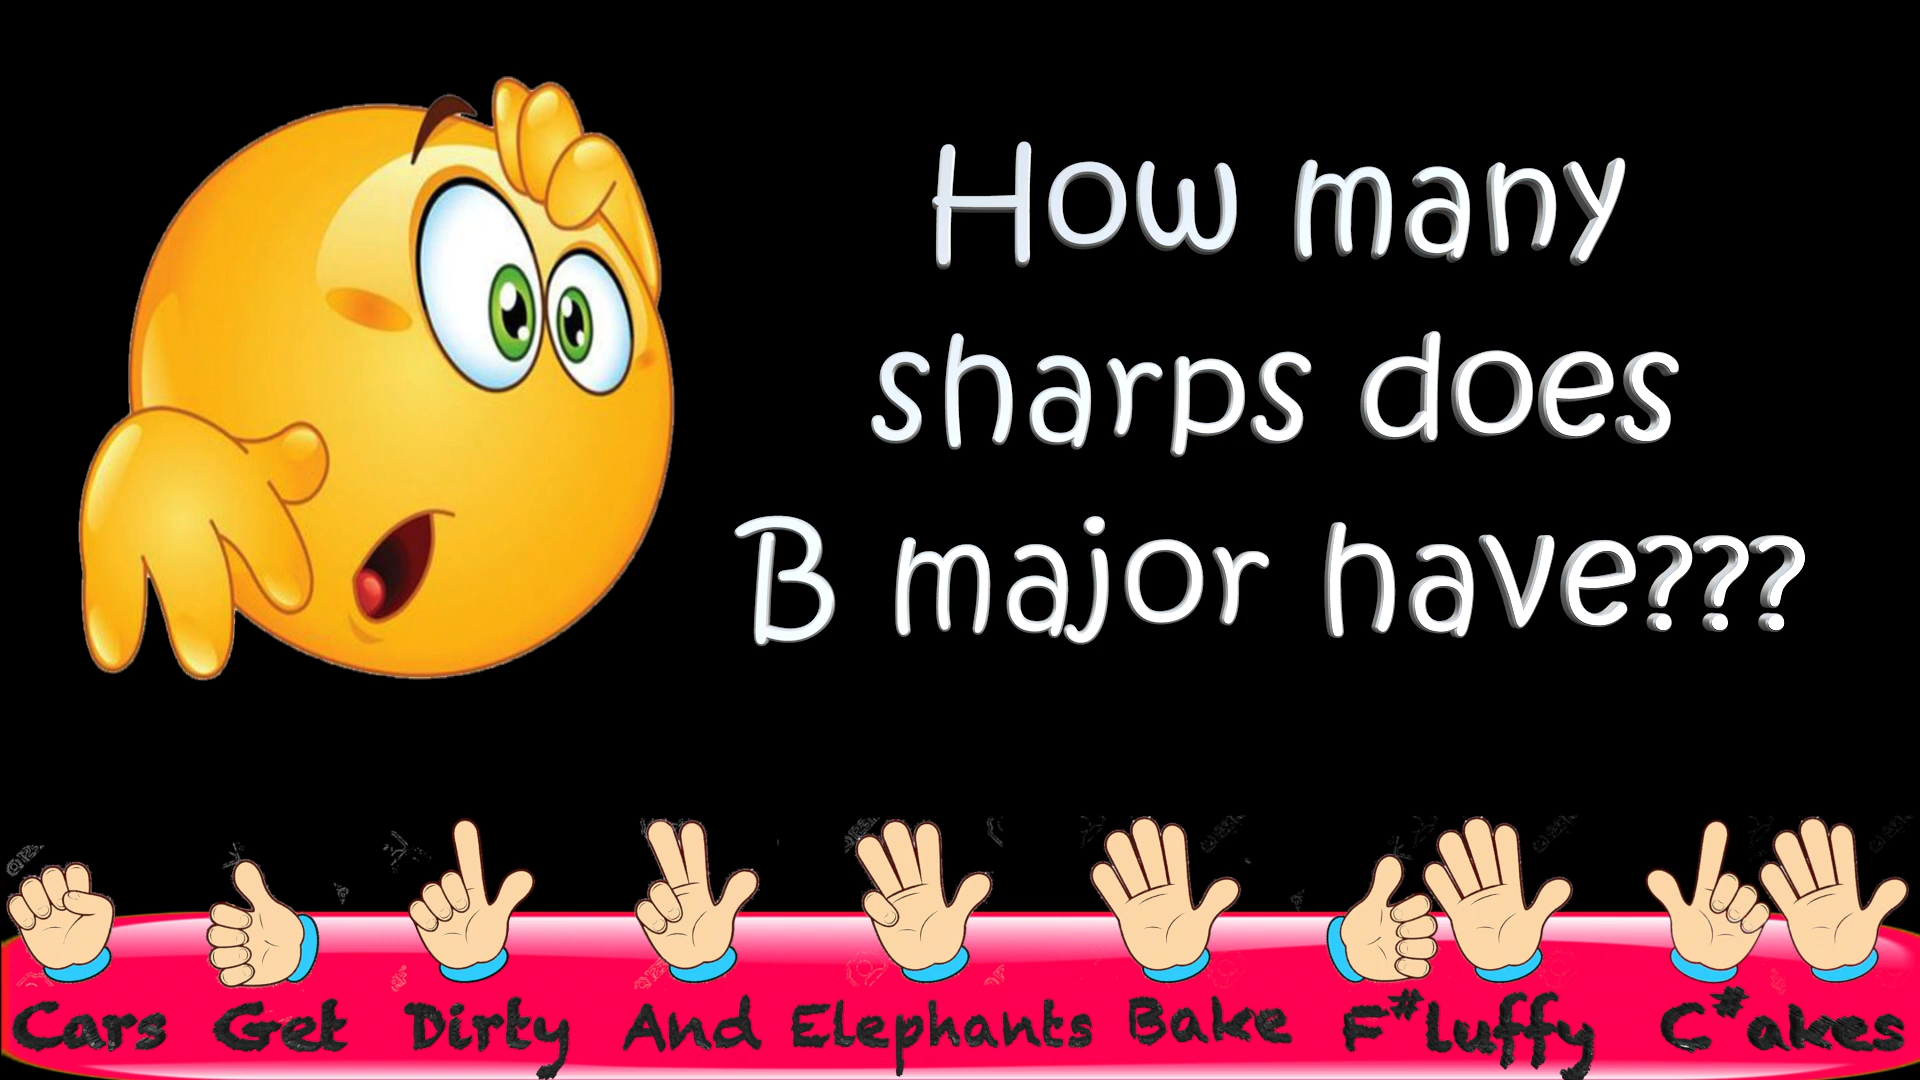 How many
sharps does
B major have???
Cars Get Dirty And Elephants Bake F#luffy C#akes